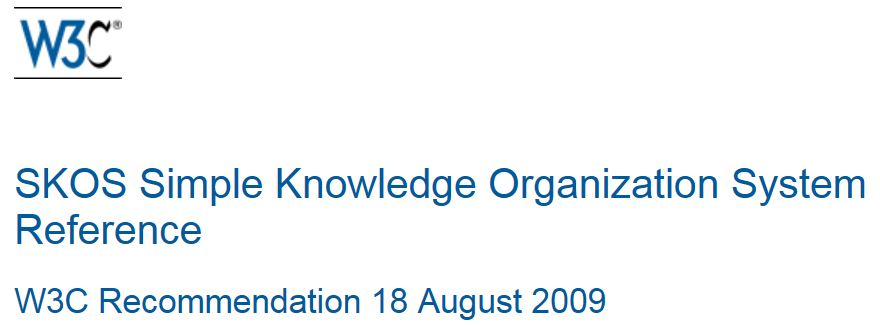 W3C®
SKOS Simple Knowledge Organization System
Reference
W3C Recommendation 18 August 2009